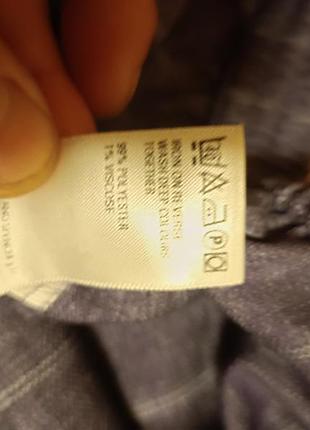 IRON ON REVERSE
WASH DEEP COLOURS
TOGETHER
99% POLYESTER
1% VISCOSE
P